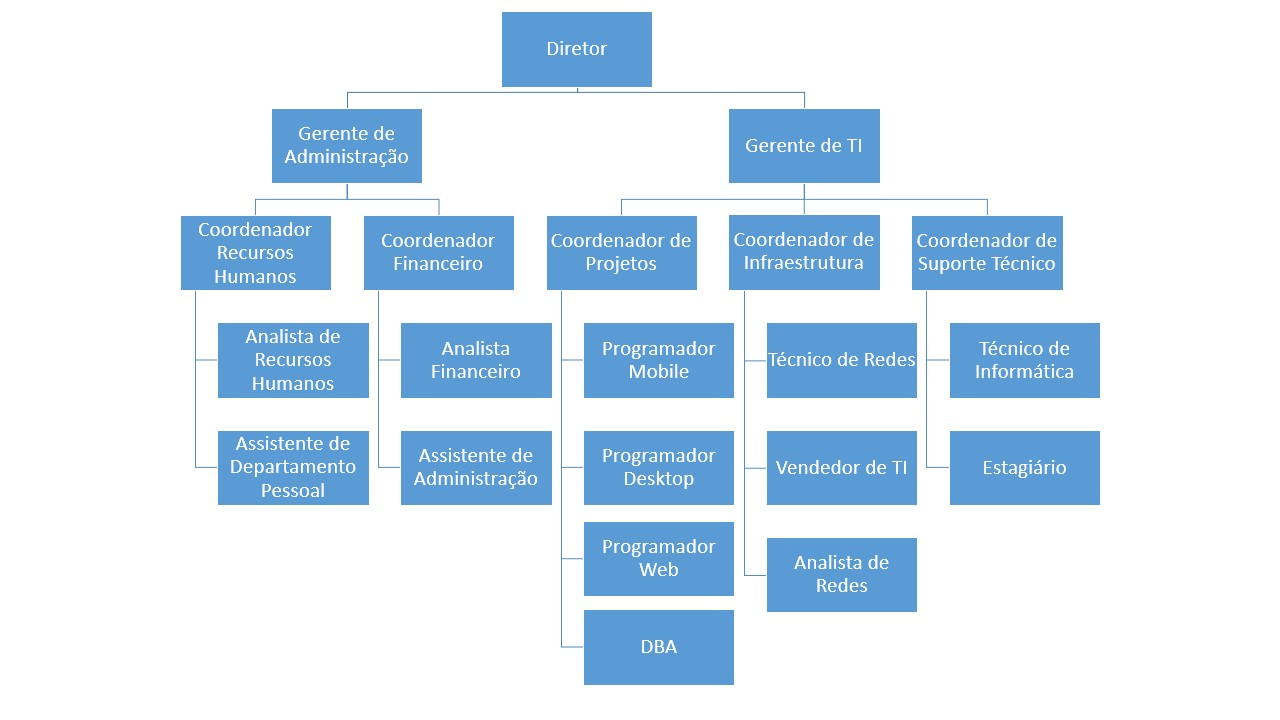 Diretor
Gerente de
Administração
Gerente de TI
Coordenador
Recursos
Humanos
Coordenador
Financeiro
Coordenador de
Projetos
Coordenador de
Infraestrutura
Coordenador de
Suporte Técnico
Analista de
Recursos
Humanos
Analista
Financeiro
Programador
Mobile
Técnico de Redes
Técnico de
Informática
Assistente de
Departamento
Pessoal
Assistente de
Administração
Programador
Desktop
Vendedor de TI
Estagiário
Programador
Web
Analista de
Redes
DBA